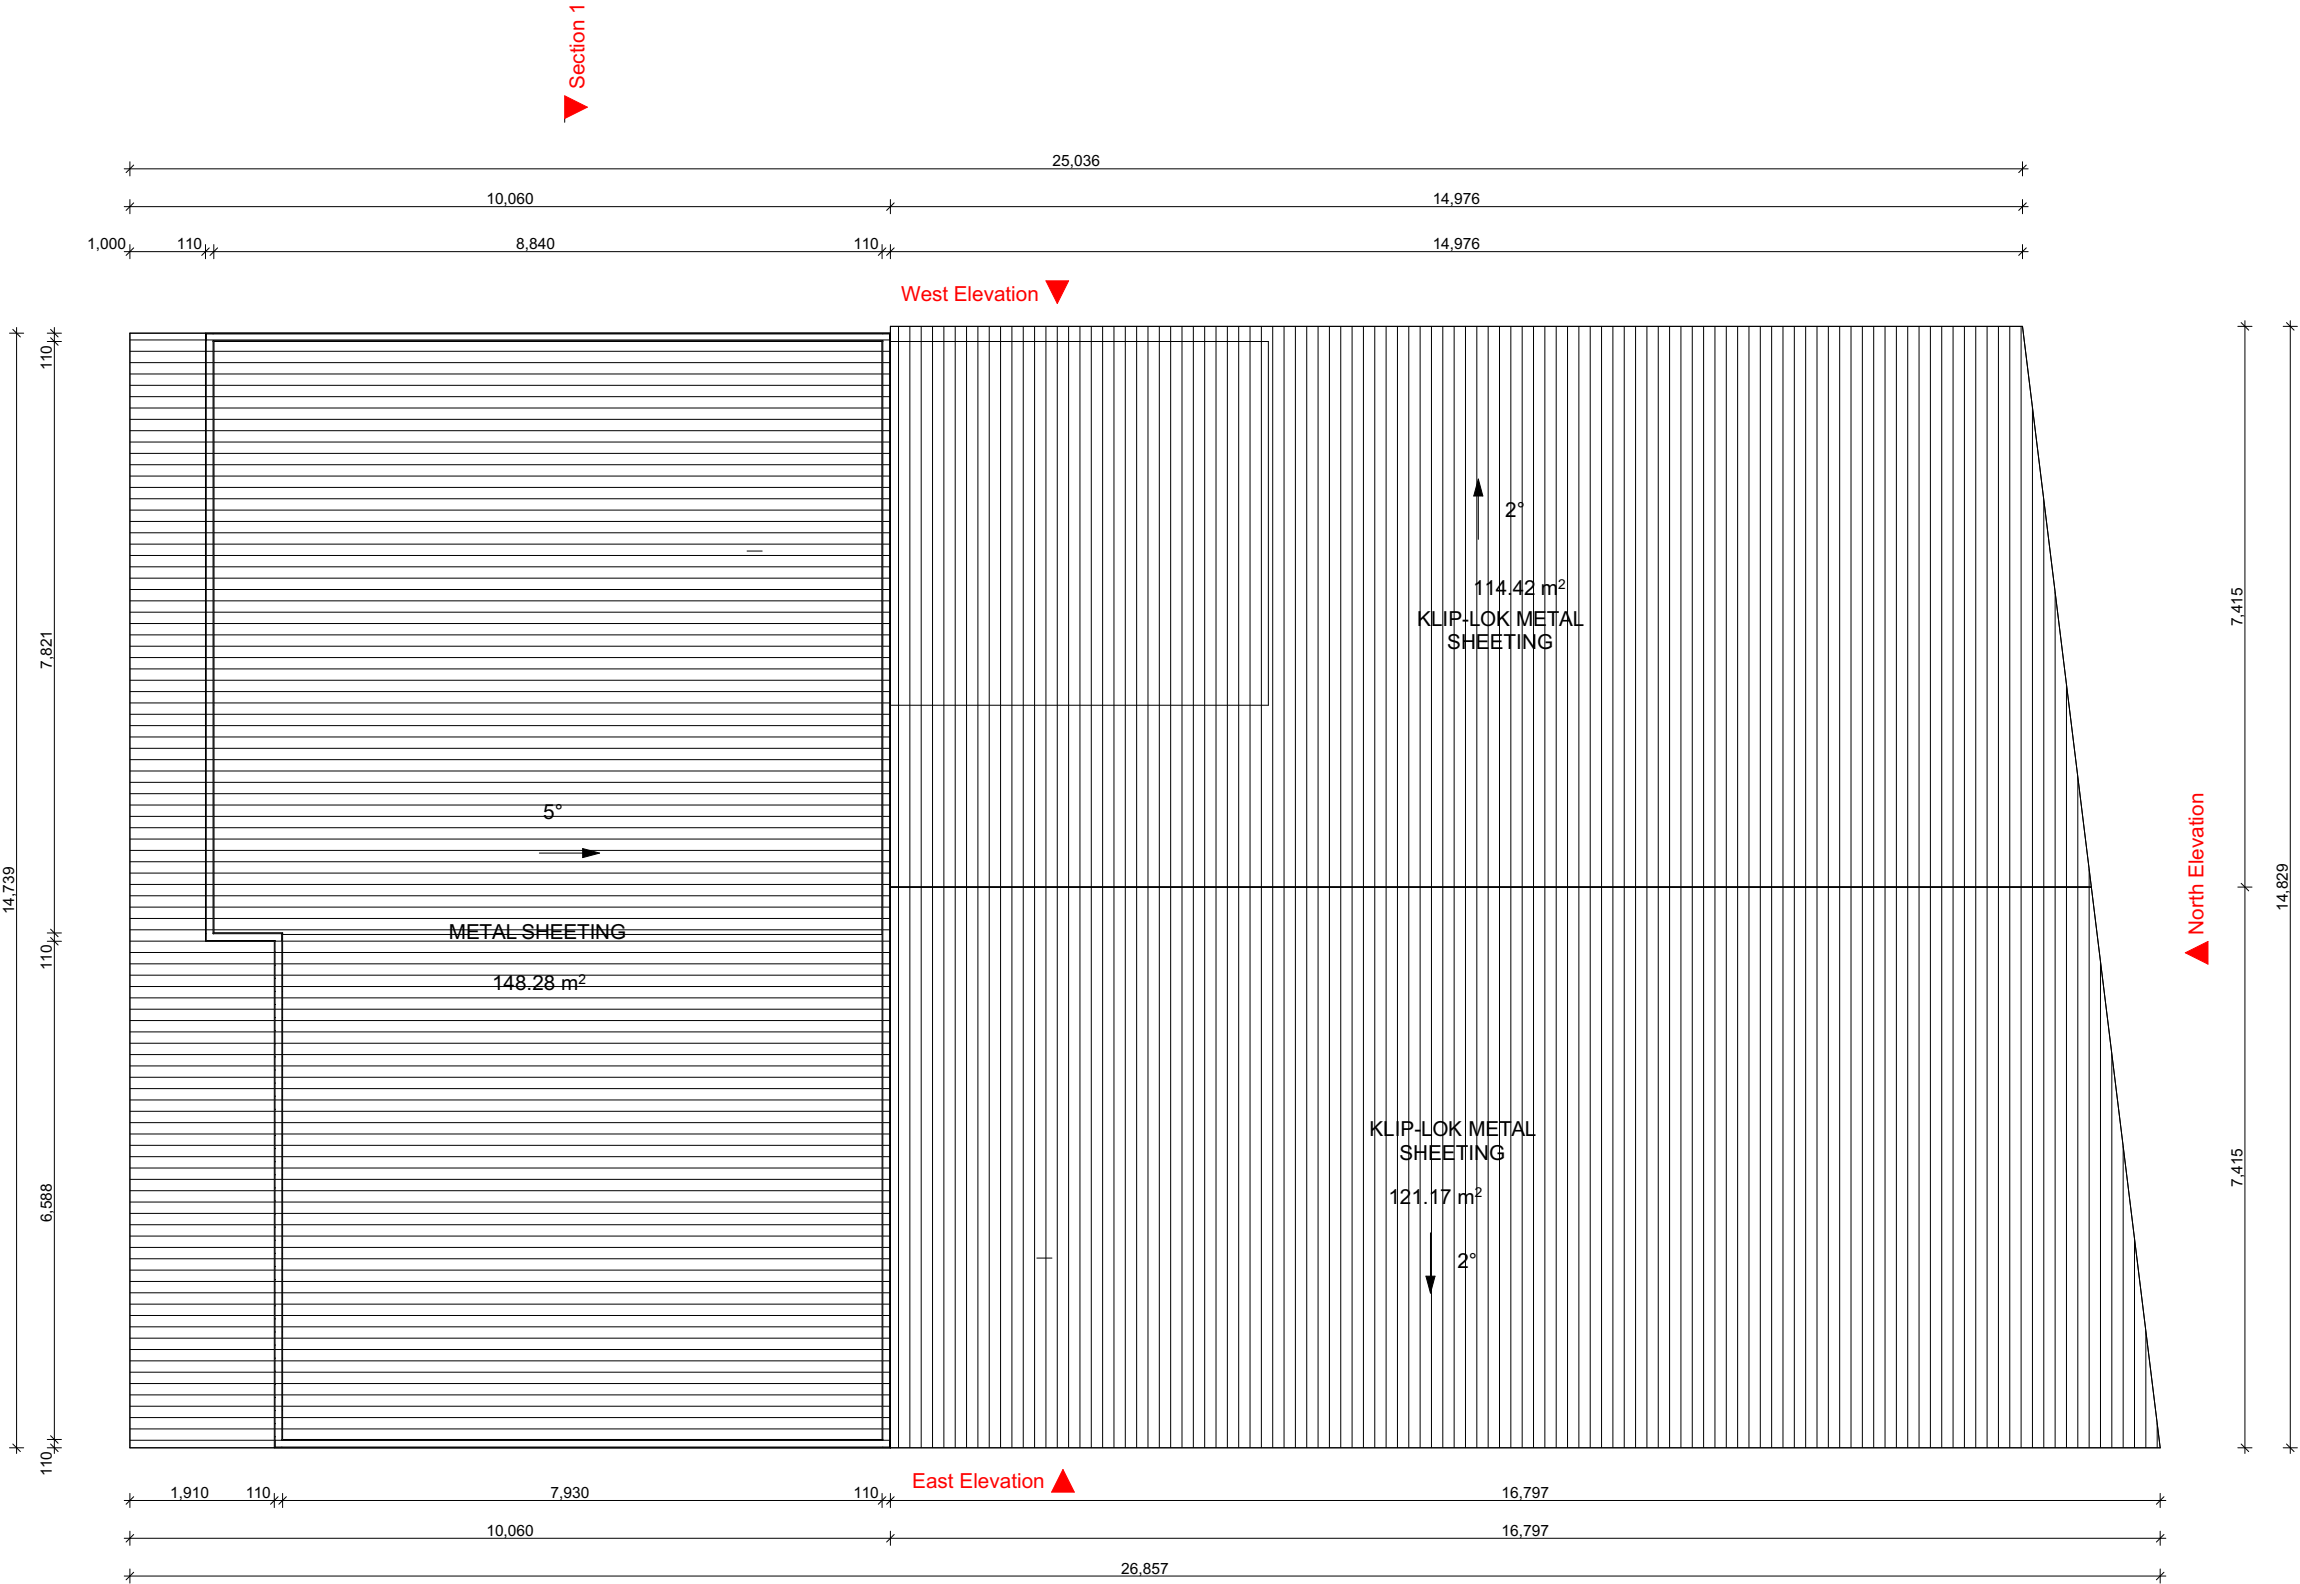 Section 1
25,036
10,060
14,976
1,000
110
8,840
110
14,976
West Elevation
110
7,821
110
6,588
110
14,739
2°
114.42 m²
KLIP-LOK METAL
SHEETING
5°
METAL SHEETING
148.28 m²
KLIP-LOK METAL
SHEETING
121.17 m²
2°
7,415
7,415
14,829
North Elevation
East Elevation
1,910
110
7,930
110
16,797
10,060
16,797
26,857